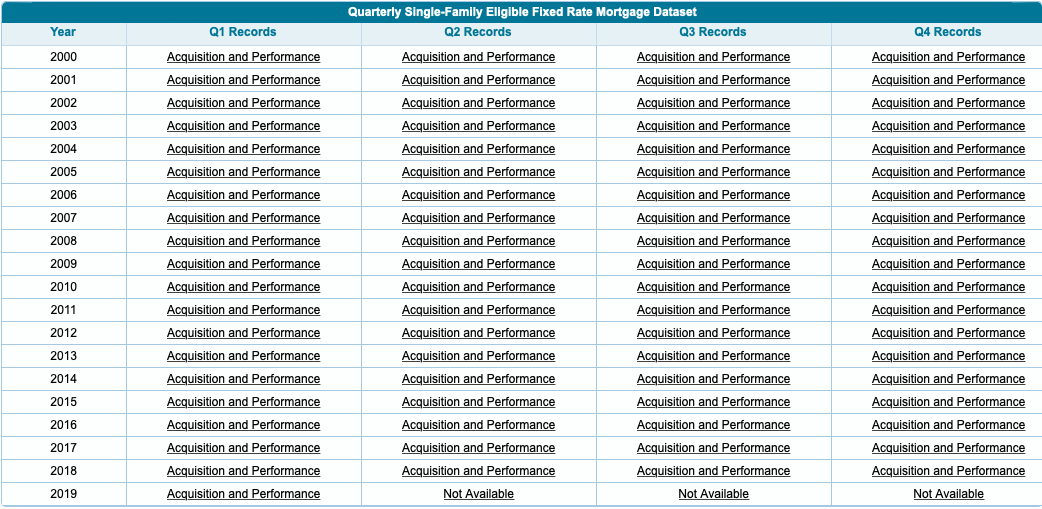 Quarterly Single-Family Eligible Fixed Rate Mortgage Dataset
Year Q1 Records Q2 Records Q3 Records Q4 Records
2000 Acquisition and Performance Acquisition and Performance Acquisition and Performance Acquisition and Performance
2001 Acquisition and Performance Acquisition and Performance Acquisition and Performance Acquisition and Performance
2002 Acquisition and Performance Acquisition and Performance Acquisition and Performance Acquisition and Performance
2003 Acquisition and Performance Acquisition and Performance Acquisition and Performance Acquisition and Performance
2004 Acquisition and Performance Acquisition and Performance Acquisition and Performance Acquisition and Performance
2005 Acquisition and Performance Acquisition and Performance Acquisition and Performance Acquisition and Performance
2006 Acquisition and Performance Acquisition and Performance Acquisition and Performance Acquisition and Performance
2007 Acquisition and Performance Acquisition and Performance Acquisition and Performance Acquisition and Performance
2008 Acquisition and Performance Acquisition and Performance Acquisition and Performance Acquisition and Performance
2009 Acquisition and Performance Acquisition and Performance Acquisition and Performance Acquisition and Performance
2010 Acquisition and Performance Acquisition and Performance Acquisition and Performance Acquisition and Performance
2011 Acquisition and Performance Acquisition and Performance Acquisition and Performance Acquisition and Performance
2012 Acquisition and Performance Acquisition and Performance Acquisition and Performance Acquisition and Performance
2013 Acquisition and Performance Acquisition and Performance Acquisition and Performance Acquisition and Performance
2014 Acquisition and Performance Acquisition and Performance Acquisition and Performance Acquisition and Performance
2015 Acquisition and Performance Acquisition and Performance Acquisition and Performance Acquisition and Performance
2016 Acquisition and Performance Acquisition and Performance Acquisition and Performance Acquisition and Performance
2017 Acquisition and Performance Acquisition and Performance Acquisition and Performance Acquisition and Performance
2018 Acquisition and Performance Acquisition and Performance Acquisition and Performance Acquisition and Performance
2019 Acquisition and Performance Not Available Not Available Not Available